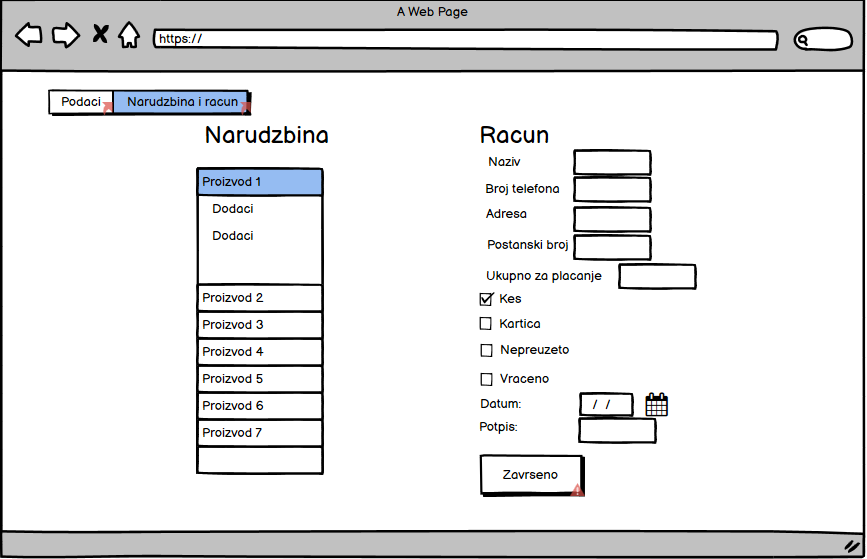 A Web Page
https://
Podaci
Narudzbina i racun
Narudzbina
Proizvod 1
Dodaci
Dodaci
Proizvod 2
Proizvod 3
Proizvod 4
Proizvod 5
Proizvod 6
Proizvod 7
Racun
Naziv
Broj telefona
Adresa
Postanski broj
Ukupno za placanje
Kes
Kartica
Nepreuzeto
Vraceno
Datum:
/ /
Potpis:
Zavrseno